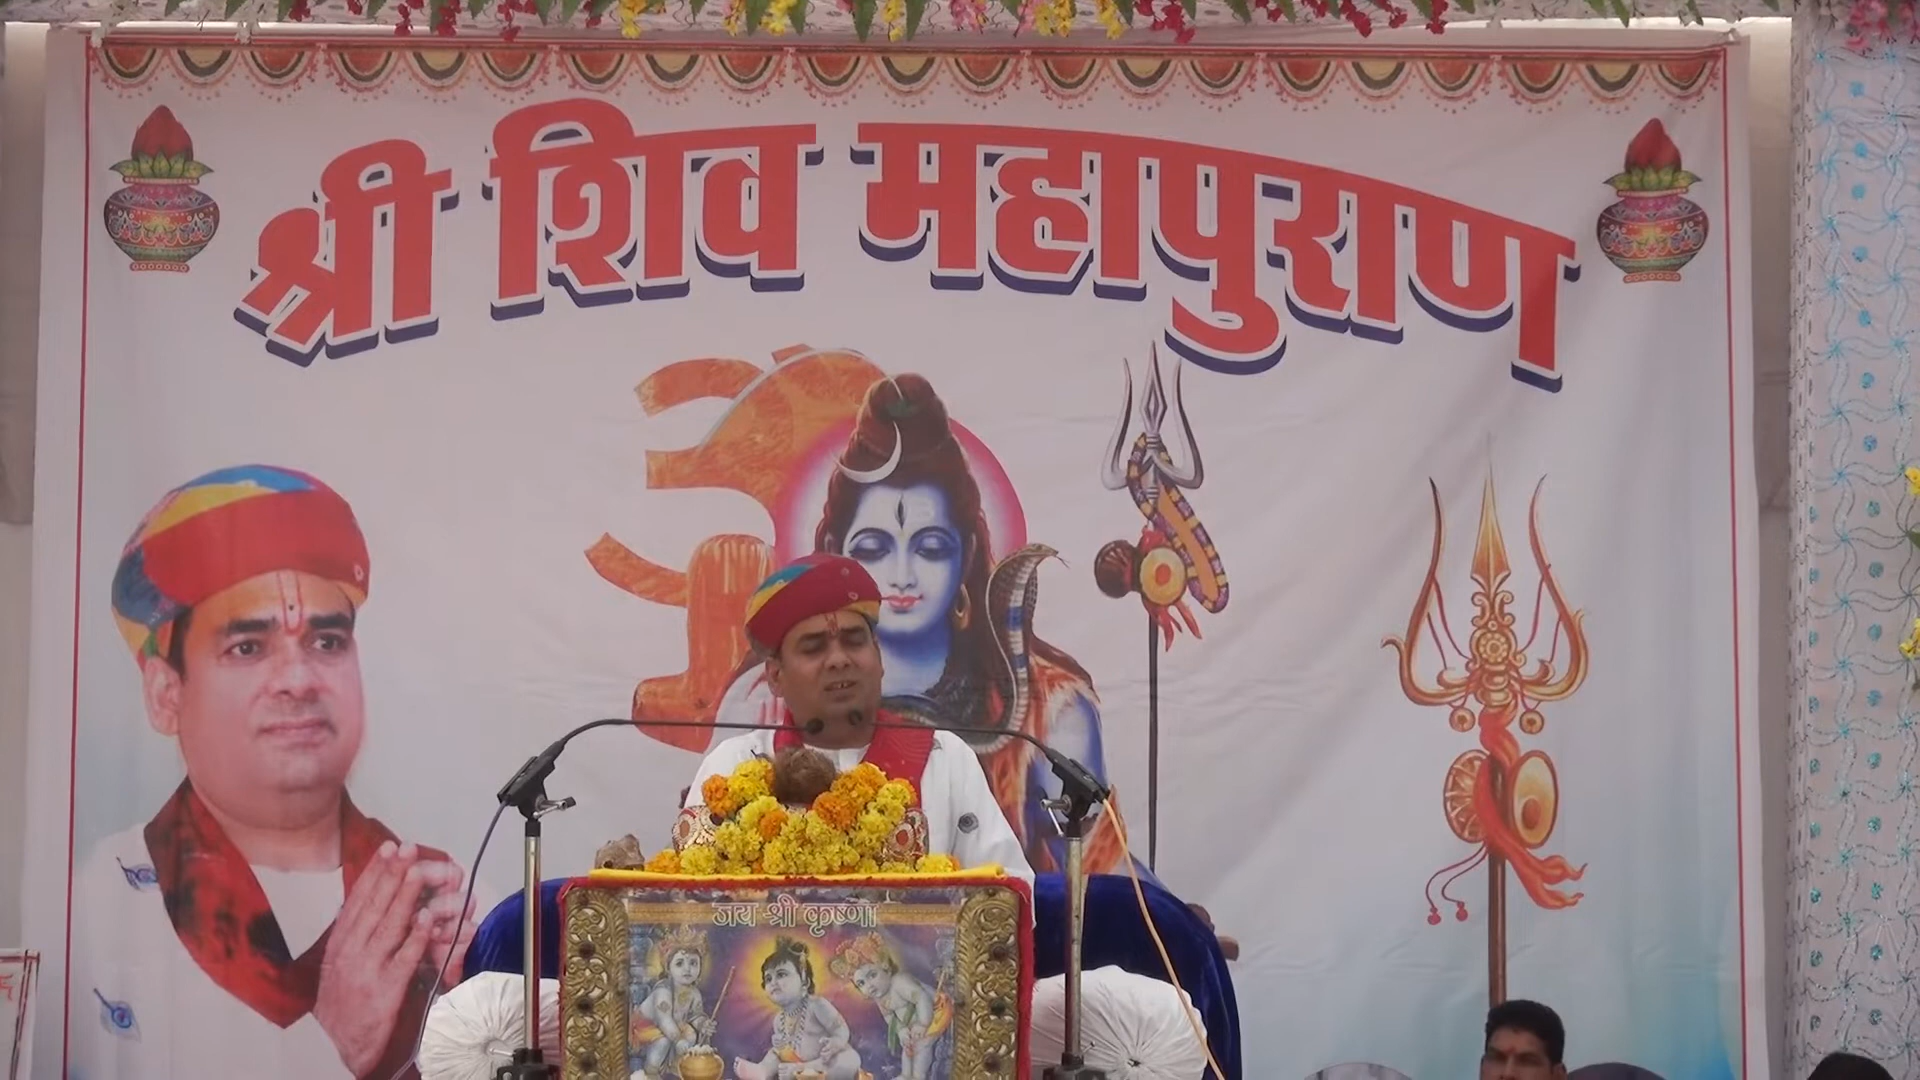 श्री शिव महापुराण
जय श्री कृष्णा